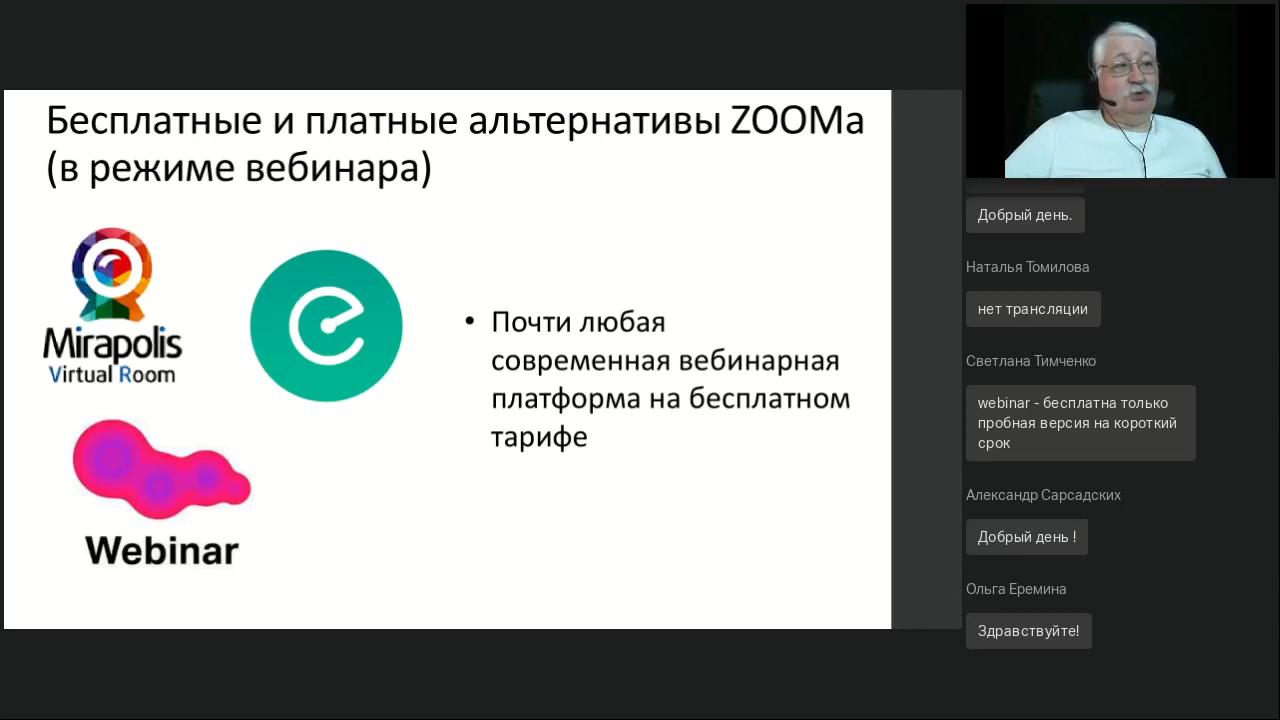 Бесплатные и платные альтернативы ZOOMа
(в режиме вебинара)
Mirapolis
Virtual Room
• Почти любая
современная вебинарная
платформа на бесплатном
тарифе
Webinar
Добрый день.
Наталья Томилова
нет трансляции
Светлана Тимченко
webinar - бесплатна только
пробная версия на короткий
срок
Александр Сарсадских
Добрый день !
Ольга Еремина
Здравствуйте!